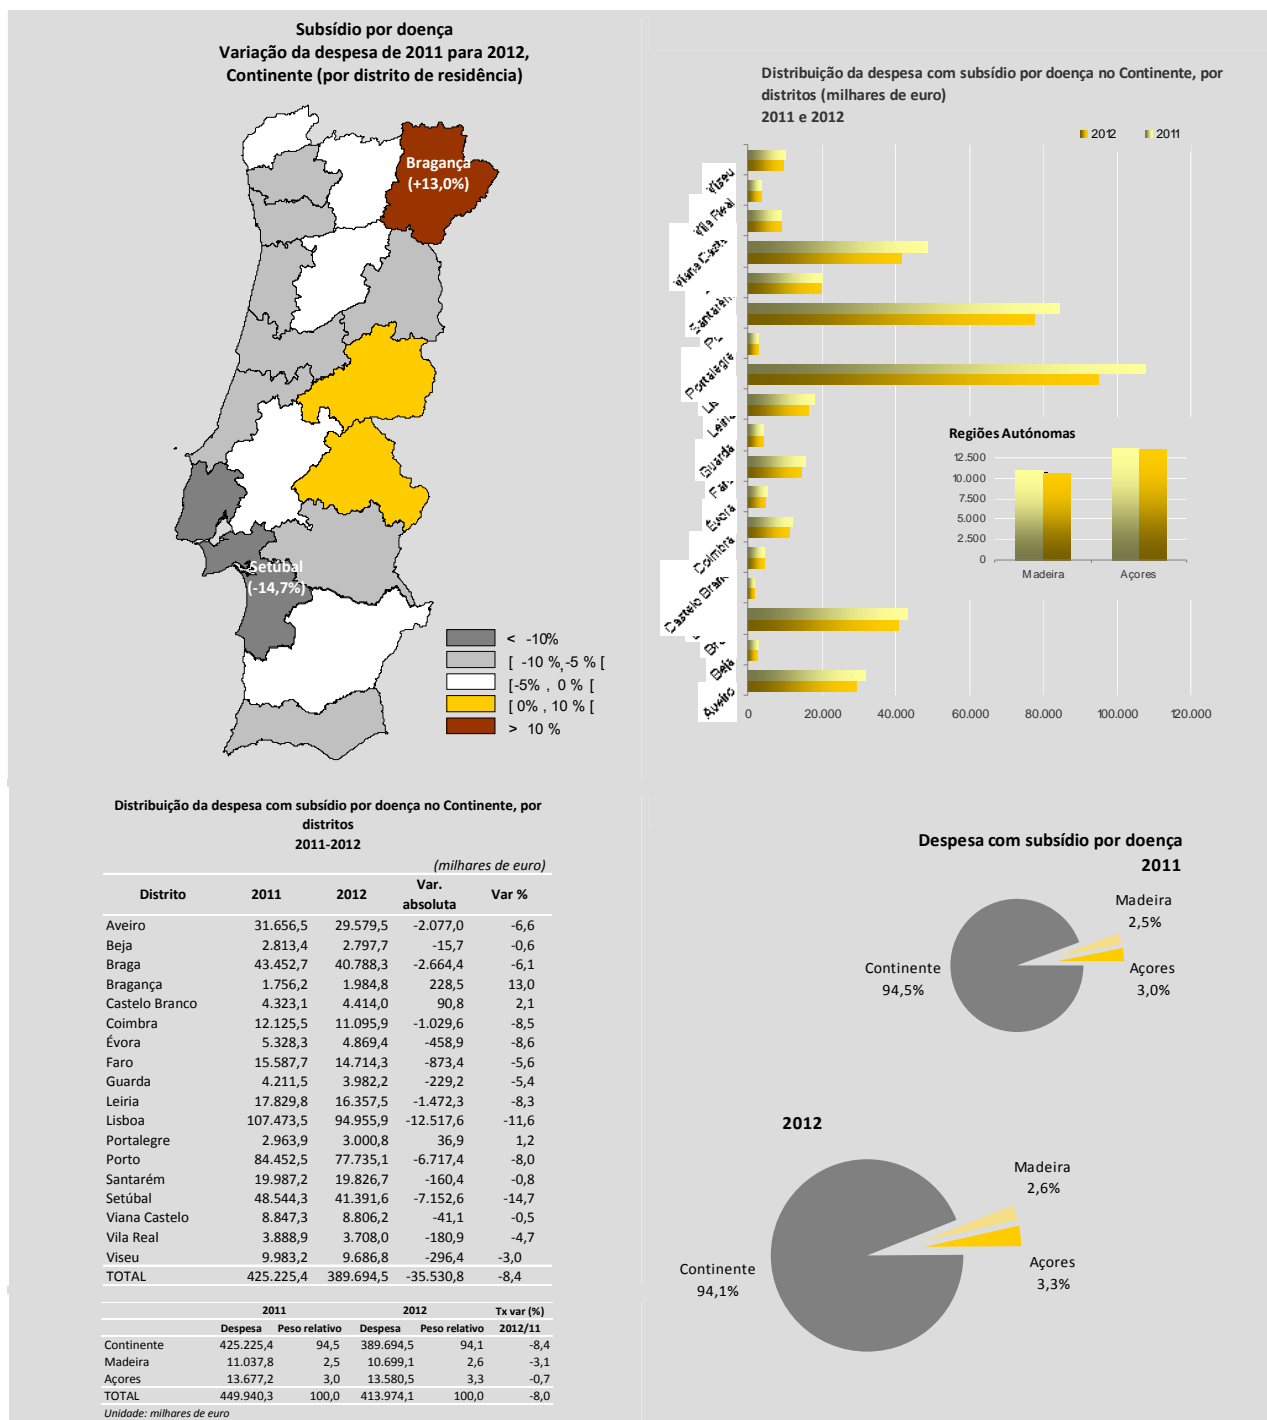 Subsídio por doença
Variação da despesa de 2011 para 2012,
Continente (por distrito de residência)
Bragança
(+13,0%)
Setúbal
(-14,7%)
< -10%
[ -10 %,-5 % [
[-5% , 0 % [
[ 0% , 10 % [
> 10 %
Distribuição da despesa com subsídio por doença no Continente, por
distritos (milhares de euro)
2011 e 2012
2012 2011
Viseu
Vila Real
Portalegre
Guarda
Évora
Coimbra
Beja
Aveiro
0 20.000 40.000 60.000 80.000 100.000 120.000
Regiões Autónomas
12.500
10.000
7.500
5.000
2.500
0
Madeira Açores
Distribuição da despesa com subsídio por doença no Continente, por
distritos
2011-2012
(milhares de euro)
Distrito 2011 2012 Var. absoluta Var %
Aveiro 31.656,5 29.579,5 -2.077,0 -6,6
Beja 2.813,4 2.797,7 -15,7 -0,6
Braga 43.452,7 40.788,3 -2.664,4 -6,1
Bragança 1.756,2 1.984,8 228,5 13,0
Castelo Branco 4.323,1 4.414,0 90,8 2,1
Coimbra 12.125,5 11.095,9 -1.029,6 -8,5
Évora 5.328,3 4.869,4 -458,9 -8,6
Faro 15.587,7 14.714,3 -873,4 -5,6
Guarda 4.211,5 3.982,2 -229,2 -5,4
Leiria 17.829,8 16.357,5 -1.472,3 -8,3
Lisboa 107.473,5 94.955,9 -12.517,6 -11,6
Portalegre 2.963,9 3.000,8 36,9 1,2
Porto 84.452,5 77.735,1 -6.717,4 -8,0
Santarém 19.987,2 19.826,7 -160,4 -0,8
Setúbal 48.544,3 41.391,6 -7.152,6 -14,7
Viana Castelo 8.847,3 8.806,2 -41,1 -0,5
Vila Real 3.888,9 3.708,0 -180,9 -4,7
Viseu 9.983,2 9.686,8 -296,4 -3,0
TOTAL 425.225,4 389.694,5 -35.530,8 -8,4
2011 2012 Tx var (%)
Despesa Peso relativo Despesa Peso relativo 2012/11
Continente 425.225,4 94,5 389.694,5 94,1 -8,4
Madeira 11.037,8 2,5 10.699,1 2,6 -3,1
Açores 13.677,2 3,0 13.580,5 3,3 -0,7
TOTAL 449.940,3 100,0 413.974,1 100,0 -8,0
Unidade: milhares de euro
Despesa com subsídio por doença
2011
Madeira
2,5%
Continente
94,5%
Açores
3,0%
2012
Madeira
2,6%
Continente
94,1%
Açores
3,3%